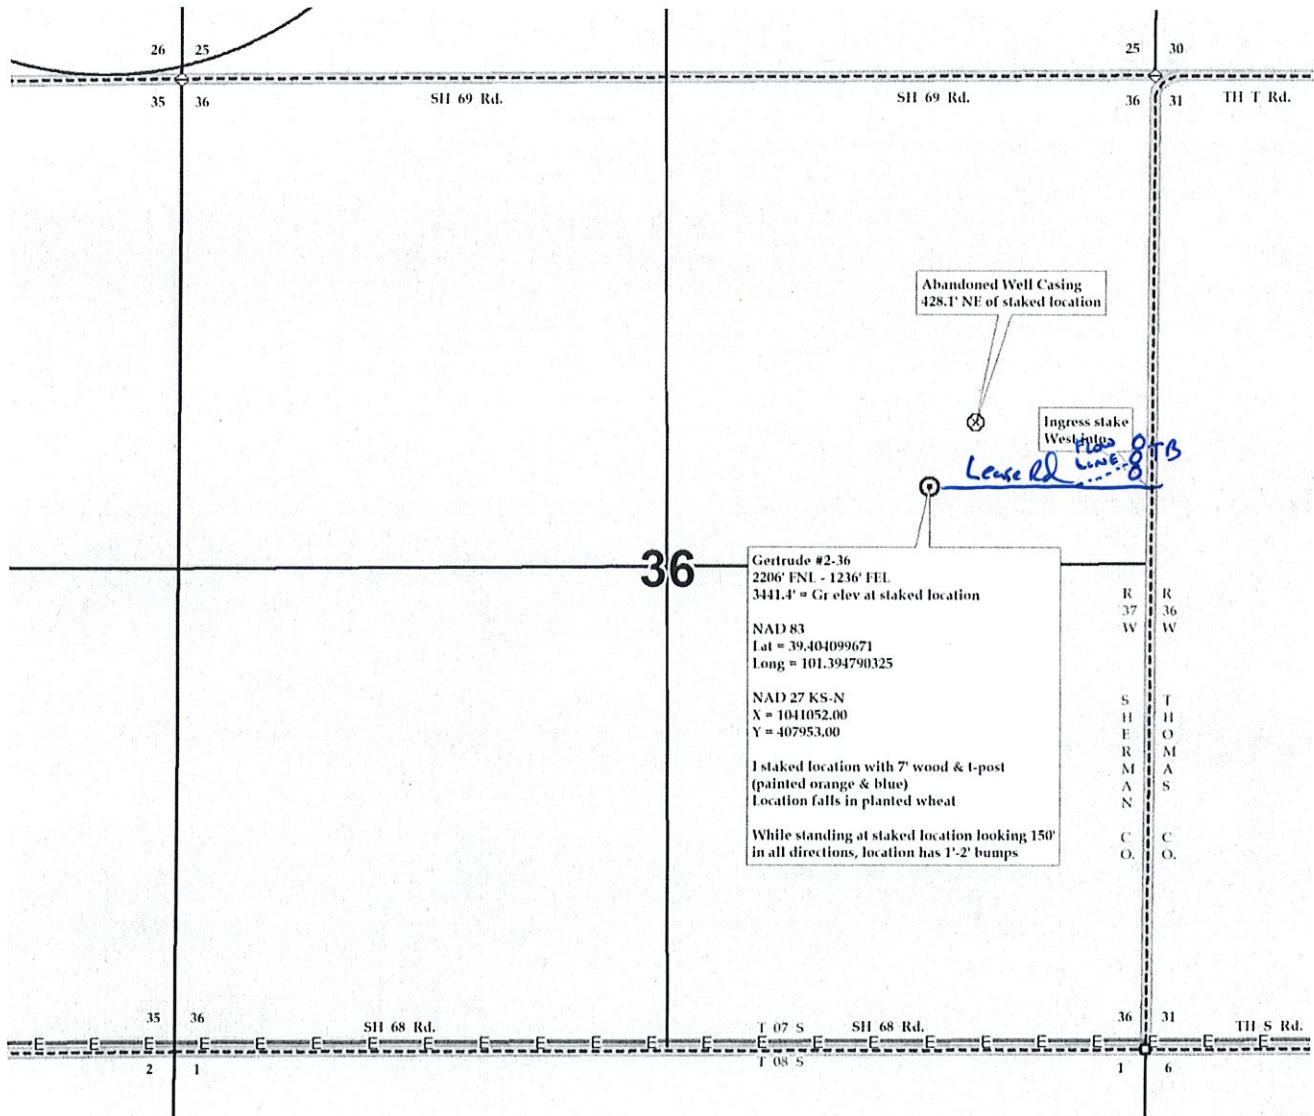 26 25
25 30
35 36
SH 69 Rd.
SH 69 Rd.
36 31
TH T Rd.
Abandoned Well Casing
428.1' NE of staked location
Ingress stake
West into
FLOW
LINE
TB
Lease Rd
36
Gertrude #2-36
2206' FNL - 1236' FEL
3441.4' = Gr elev at staked location
NAD 83
Lat = 39.404099671
Long = 101.394790325
NAD 27 KS-N
X = 1041052.00
Y = 407953.00
I staked location with 7' wood & t-post
(painted orange & blue)
Location falls in planted wheat
While standing at staked location looking 150'
in all directions, location has 1'-2' bumps
R
37
W
R
36
W
S
H
E
R
M
A
N
C
O.
T
H
O
M
A
S
C
O.
35 36
SH 68 Rd.
T 07 S
SH 68 Rd.
36 31
TH S Rd.
E E E E E E E E E E E E E E E E E E E E E E
2 1
T 08 S
1 6